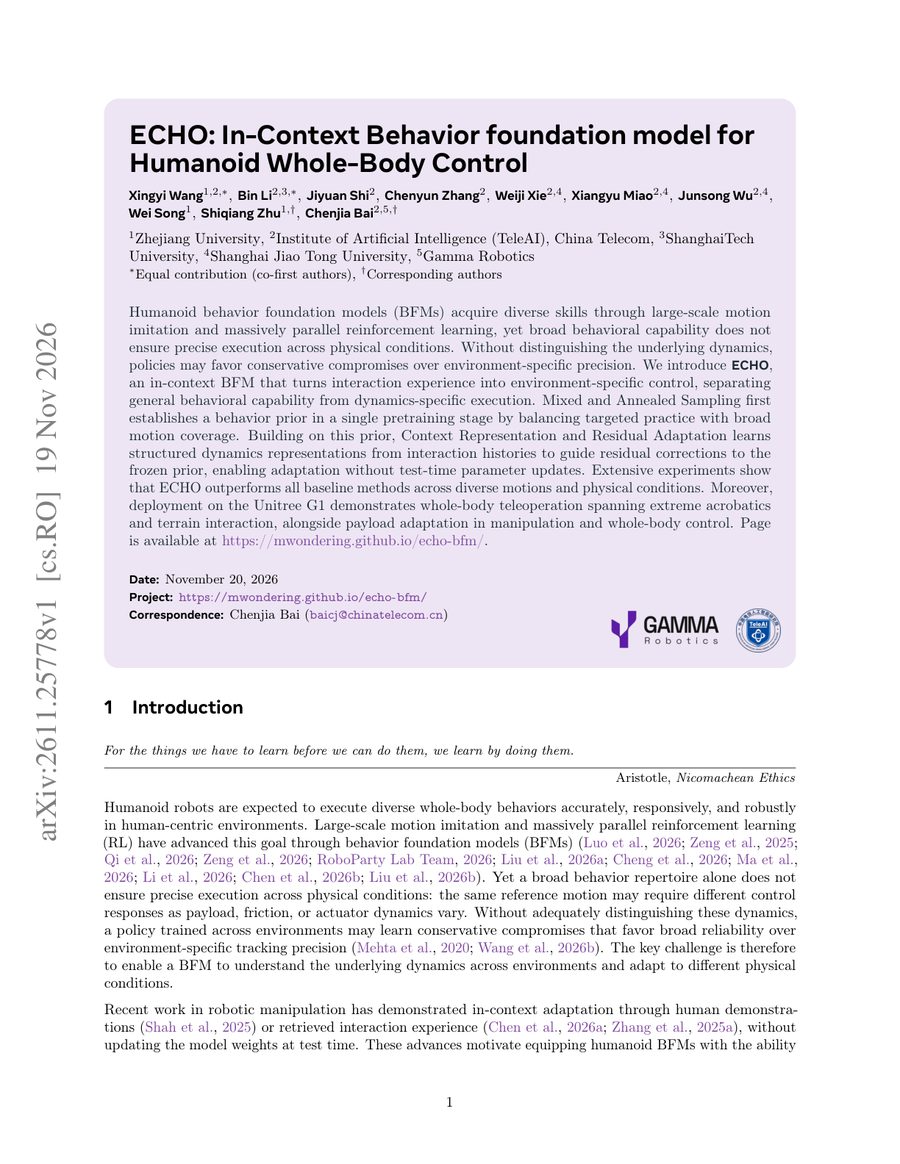 arXiv:2611.25778v1 [cs.RO] 19 Nov 2026
ECHO: In-Context Behavior foundation model for
Humanoid Whole-Body Control
Xingyi Wang1,2,∗, Bin Li2,3,∗, Jiyuan Shi2, Chenyun Zhang2, Weiji Xie2,4, Xiangyu Miao2,4, Junsong Wu2,4,
Wei Song1, Shiqiang Zhu1,†, Chenjia Bai2,5,†
1Zhejiang University, 2Institute of Artificial Intelligence (TeleAI), China Telecom, 3ShanghaiTech
University, 4Shanghai Jiao Tong University, 5Gamma Robotics
∗Equal contribution (co-first authors), †Corresponding authors
Humanoid behavior foundation models (BFMs) acquire diverse skills through large-scale motion
imitation and massively parallel reinforcement learning, yet broad behavioral capability does not
ensure precise execution across physical conditions. Without distinguishing the underlying dynamics,
policies may favor conservative compromises over environment-specific precision. We introduce ECHO,
an in-context BFM that turns interaction experience into environment-specific control, separating
general behavioral capability from dynamics-specific execution. Mixed and Annealed Sampling first
establishes a behavior prior in a single pretraining stage by balancing targeted practice with broad
motion coverage. Building on this prior, Context Representation and Residual Adaptation learns
structured dynamics representations from interaction histories to guide residual corrections to the
frozen prior, enabling adaptation without test-time parameter updates. Extensive experiments show
that ECHO outperforms all baseline methods across diverse motions and physical conditions. Moreover,
deployment on the Unitree G1 demonstrates whole-body teleoperation spanning extreme acrobatics
and terrain interaction, alongside payload adaptation in manipulation and whole-body control. Page
is available at https://mwondering.github.io/echo-bfm/.
Date: November 20, 2026
Project: https://mwondering.github.io/echo-bfm/
Correspondence: Chenjia Bai (baicj@chinatelecom.cn)
GAMMA
Robotics
TeleAI
1 Introduction
For the things we have to learn before we can do them, we learn by doing them.
Aristotle, Nicomachean Ethics
Humanoid robots are expected to execute diverse whole-body behaviors accurately, responsively, and robustly
in human-centric environments. Large-scale motion imitation and massively parallel reinforcement learning
(RL) have advanced this goal through behavior foundation models (BFMs) (Luo et al., 2026; Zeng et al., 2025;
Qi et al., 2026; Zeng et al., 2026; RoboParty Lab Team, 2026; Liu et al., 2026a; Cheng et al., 2026; Ma et al.,
2026; Li et al., 2026; Chen et al., 2026b; Liu et al., 2026b). Yet a broad behavior repertoire alone does not
ensure precise execution across physical conditions: the same reference motion may require different control
responses as payload, friction, or actuator dynamics vary. Without adequately distinguishing these dynamics,
a policy trained across environments may learn conservative compromises that favor broad reliability over
environment-specific tracking precision (Mehta et al., 2020; Wang et al., 2026b). The key challenge is therefore
to enable a BFM to understand the underlying dynamics across environments and adapt to different physical
conditions.
Recent work in robotic manipulation has demonstrated in-context adaptation through human demonstra-
tions (Shah et al., 2025) or retrieved interaction experience (Chen et al., 2026a; Zhang et al., 2025a), without
updating the model weights at test time. These advances motivate equipping humanoid BFMs with the ability
1